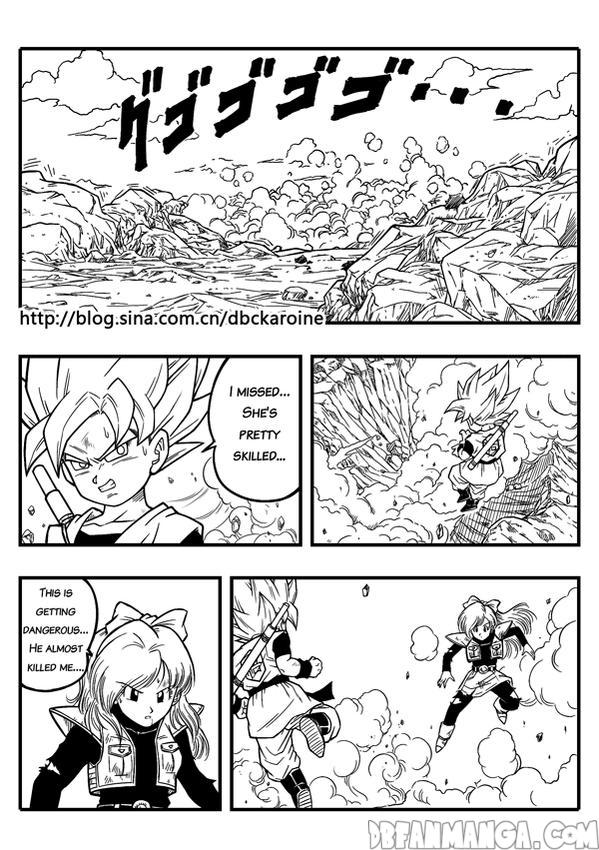 ゴゴゴゴゴ...
http://blog.sina.com.cn/dbckaroine
I MISSED...
SHE'S
PRETTY
SKILLED...
THIS IS
GETTING
DANGEROUS...
HE ALMOST
KILLED ME....
DBFANMANGA.COM